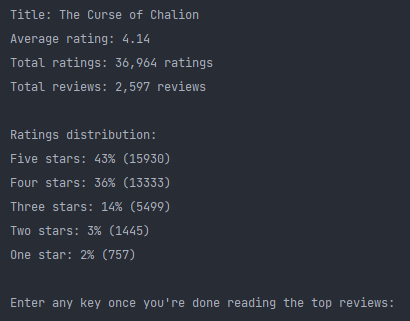 Title: The Curse of Chalion
Average rating: 4.14
Total ratings: 36,964 ratings
Total reviews: 2,597 reviews
Ratings distribution:
Five stars: 43% (15930)
Four stars: 36% (13333)
Three stars: 14% (5499)
Two stars: 3% (1445)
One star: 2% (757)
Enter any key once you're done reading the top reviews: